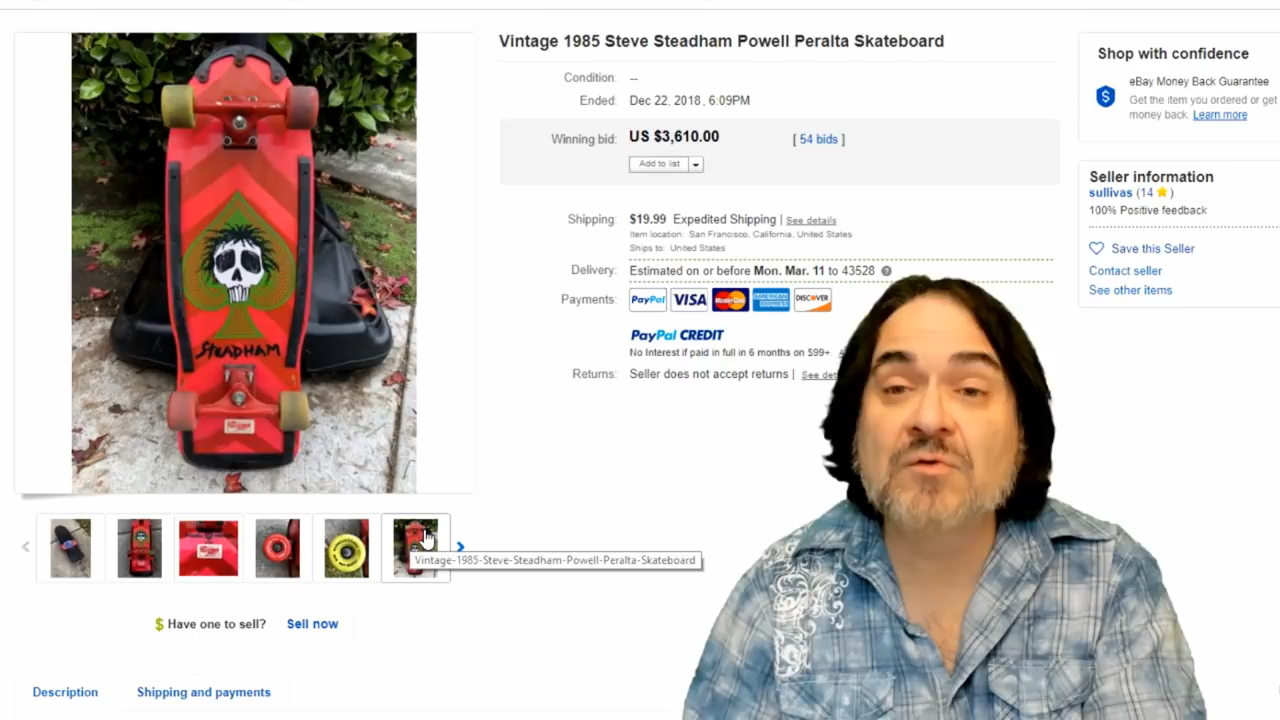 Vintage 1985 Steve Steadham Powell Peralta Skateboard
Condition: --
Ended: Dec 22, 2018 , 6:09PM
Winning bid: US $3,610.00 [ 54 bids ]
Add to list
Shipping: $19.99 Expedited Shipping | See details
Item location: San Francisco, California, United States
Ships to: United States
Delivery: Estimated on or before Mon. Mar. 11 to 43528
Payments: PayPal VISA MasterCard AMERICAN EXPRESS DISCOVER
PayPal CREDIT
No Interest if paid in full in 6 months on $99+
Returns: Seller does not accept returns | See det
Shop with confidence
eBay Money Back Guarantee
Get the item you ordered or get
money back. Learn more
Seller information
sullivas (14 )
100% Positive feedback
Save this Seller
Contact seller
See other items
STEADHAM
Vintage-1985-Steve-Steadham-Powell-Peralta-Skateboard
$ Have one to sell? Sell now
Description Shipping and payments